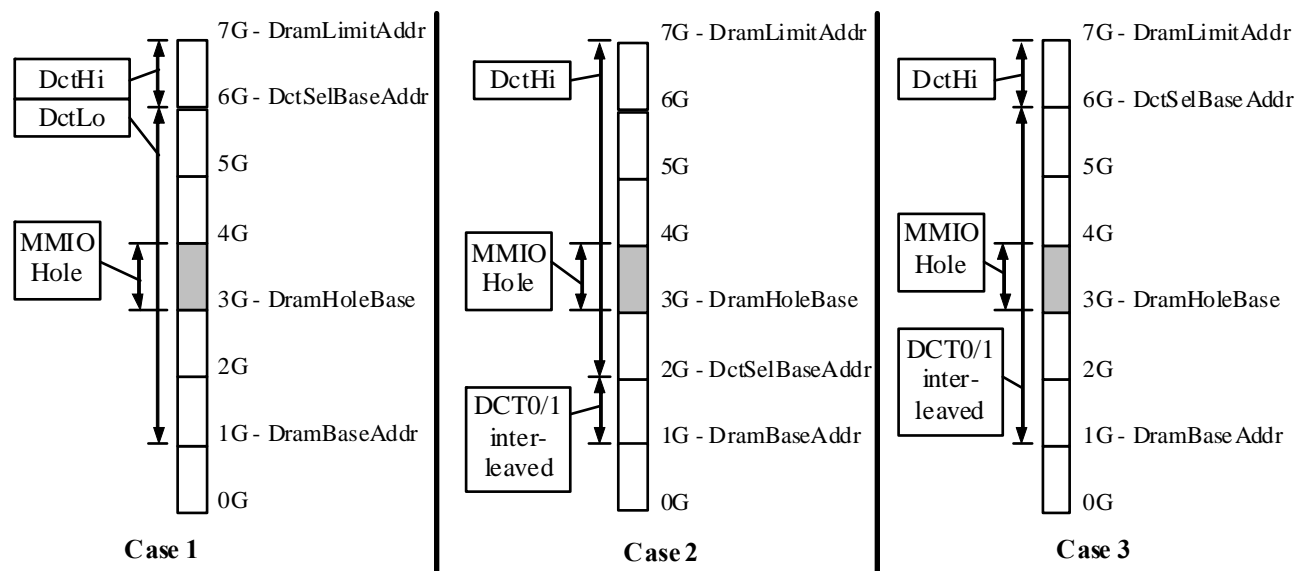 7G - DramLimitAddr
DctHi
6G - DctSelBaseAddr
DctLo
5G
4G
MMIO
Hole
3G - DramHoleBase
2G
1G - DramBaseAddr
0G
Case 1
7G - DramLimitAddr
DctHi
6G
5G
4G
MMIO
Hole
3G - DramHoleBase
2G - DctSelBaseAddr
DCT0/1
inter-
leaved
1G - DramBaseAddr
0G
Case 2
7G - DramLimitAddr
DctHi
6G - DctSelBaseAddr
5G
4G
MMIO
Hole
3G - DramHoleBase
DCT0/1
inter-
leaved
2G
1G - DramBaseAddr
0G
Case 3